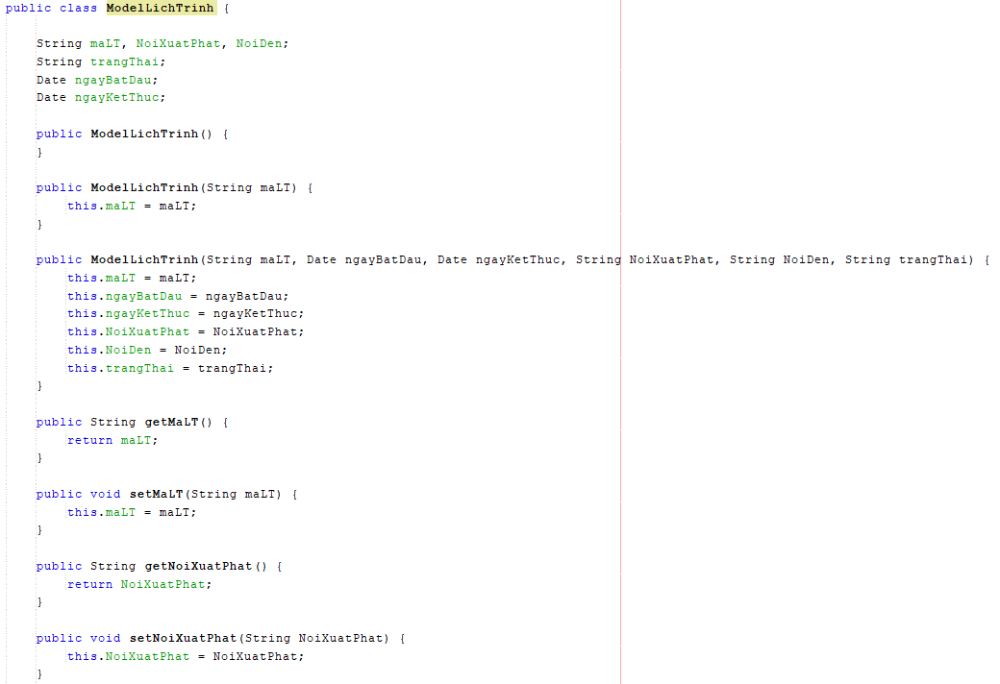 public class ModelLichTrinh {
String maLT, NoiXuatPhat, NoiDen;
String trangThai;
Date ngayBatDau;
Date ngayKetThuc;
public ModelLichTrinh() {
}
public ModelLichTrinh(String maLT) {
this.maLT = maLT;
}
public ModelLichTrinh(String maLT, Date ngayBatDau, Date ngayKetThuc, String NoiXuatPhat, String NoiDen, String trangThai) {
this.maLT = maLT;
this.ngayBatDau = ngayBatDau;
this.ngayKetThuc = ngayKetThuc;
this.NoiXuatPhat = NoiXuatPhat;
this.NoiDen = NoiDen;
this.trangThai = trangThai;
}
public String getMaLT() {
return maLT;
}
public void setMaLT(String maLT) {
this.maLT = maLT;
}
public String getNoiXuatPhat() {
return NoiXuatPhat;
}
public void setNoiXuatPhat(String NoiXuatPhat) {
this.NoiXuatPhat = NoiXuatPhat;
}